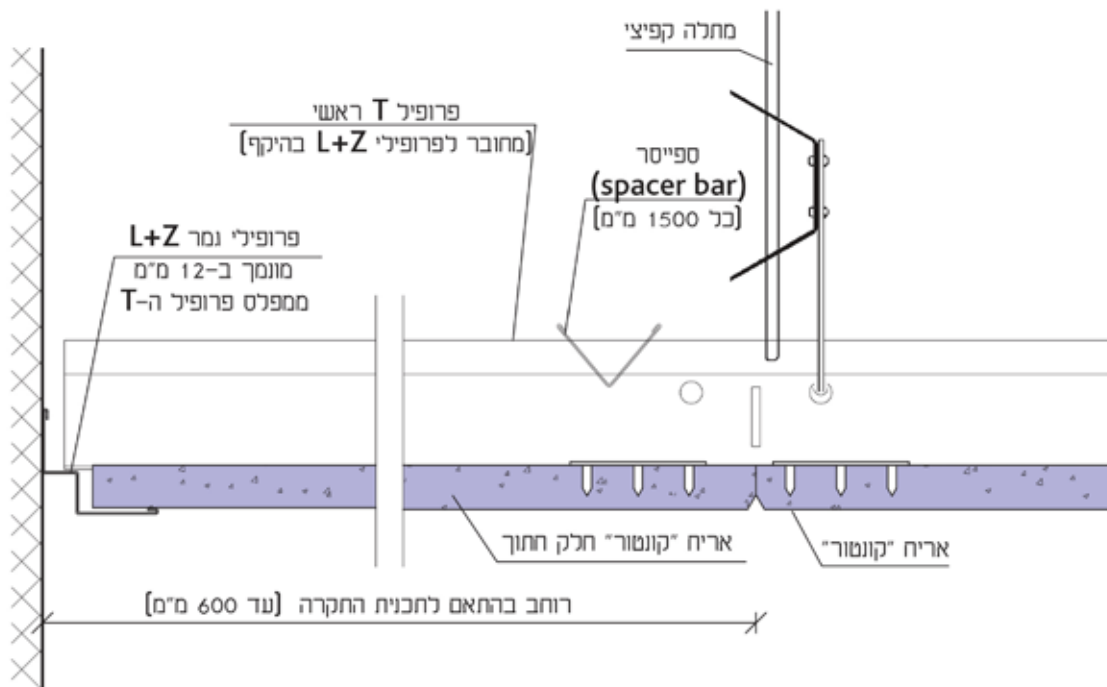 מתלה קפיצי
פרופיל T ראשי
(מחובר לפרופילי L+Z בהיקף)
ספייסר
(spacer bar)
(כל 1500 מ"מ)
פרופילי גמר L+Z
מונמך ב-12 מ"מ
ממפלס פרופיל ה-T
אריח "קונטור" חלק חתוך
אריח "קונטור"
רוחב בהתאם לתכנית התקרה (עד 600 מ"מ)